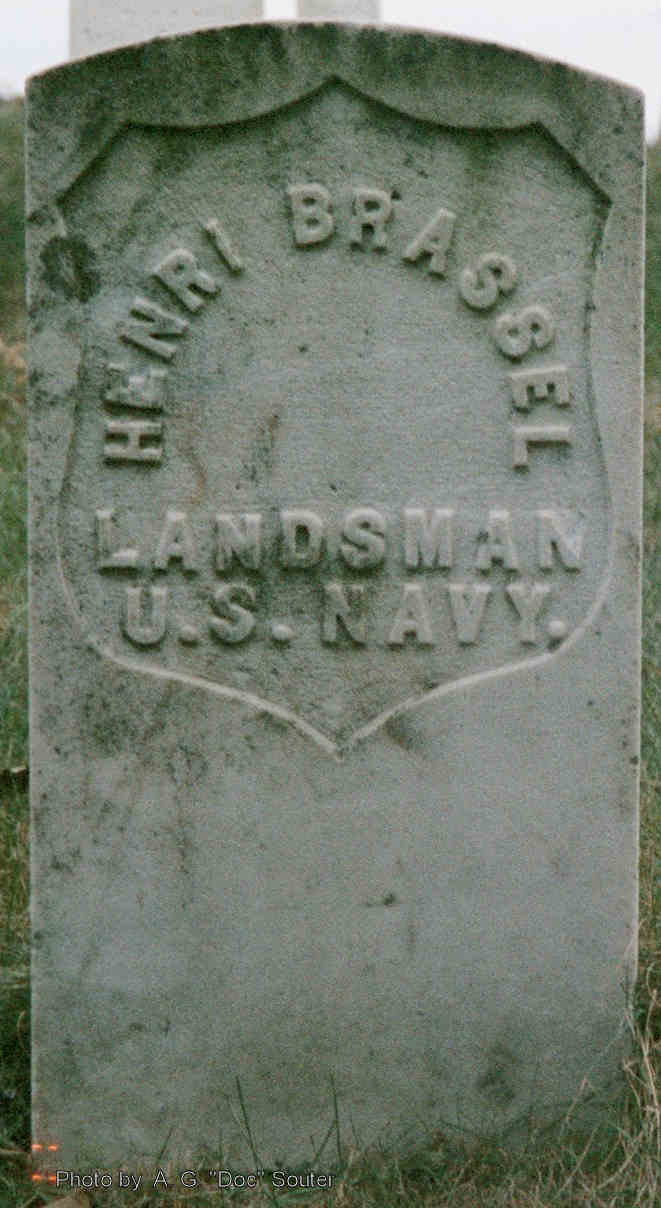 HENRI BRASSEL
LANDSMAN
U.S. NAVY.
Photo by A. G. "Doc" Souter